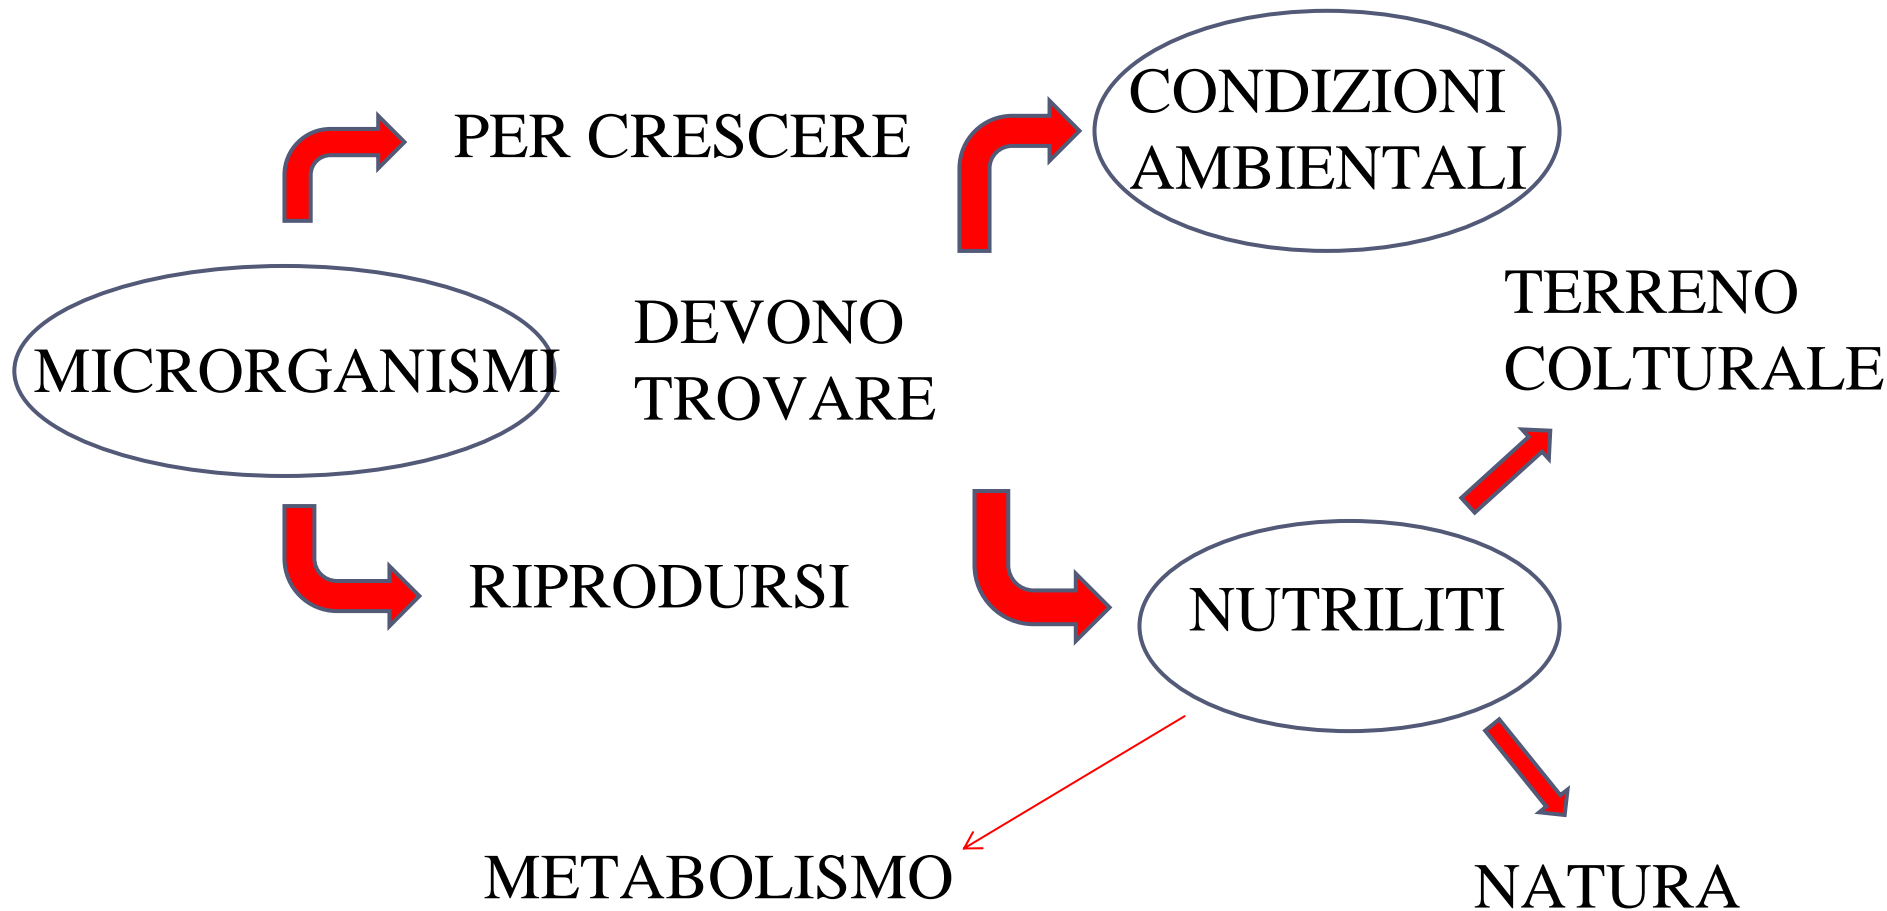 PER CRESCERE
CONDIZIONI
AMBIENTALI
MICRORGANISMI
DEVONO
TROVARE
TERRENO
COLTURALE
RIPRODURSI
NUTRILITI
METABOLISMO
NATURA